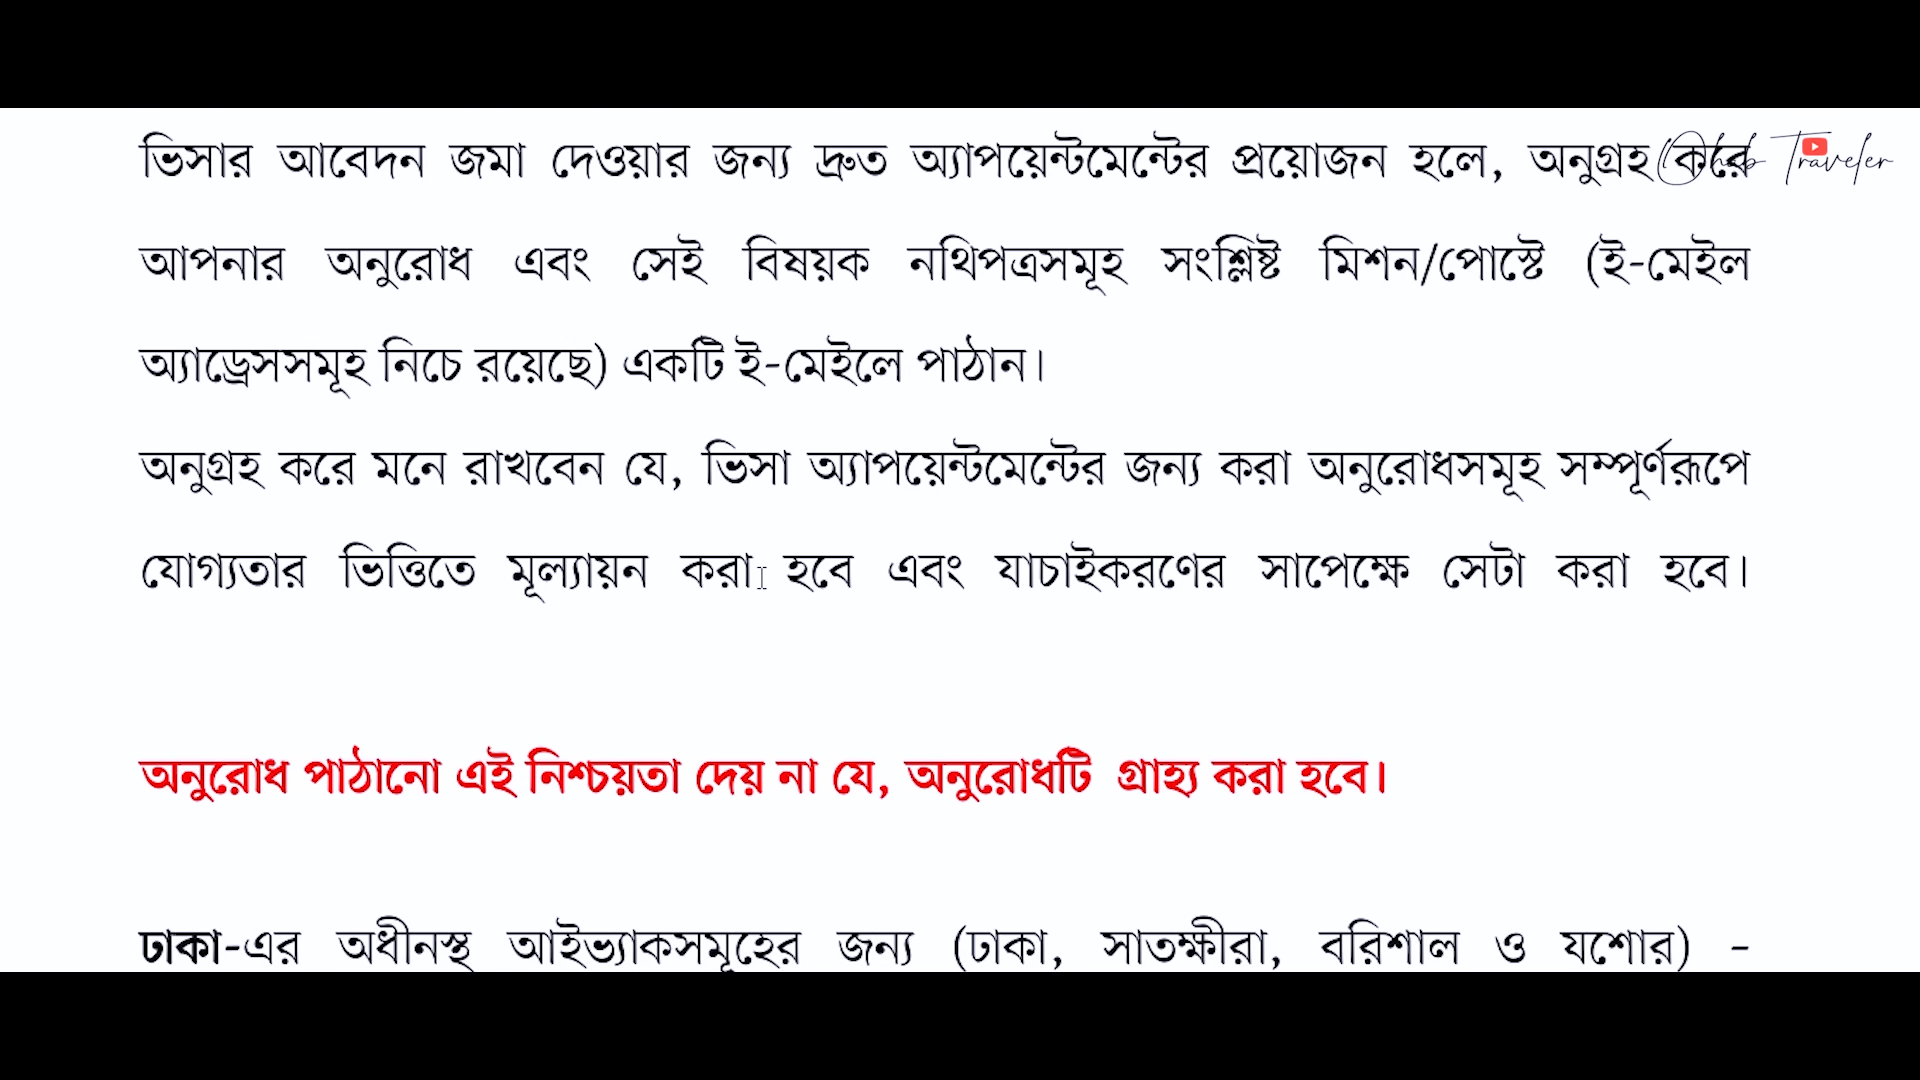 ভিসার আবেদন জমা দেওয়ার জন্য দ্রুত অ্যাপয়েন্টমেন্টের প্রয়োজন হলে, অনুগ্রহ করে
Traveler
আপনার অনুরোধ এবং সেই বিষয়ক নথিপত্রসমূহ সংশ্লিষ্ট মিশন/পোস্টে (ই-মেইল
অ্যাড্রেসসমূহ নিচে রয়েছে) একটি ই-মেইলে পাঠান।
অনুগ্রহ করে মনে রাখবেন যে, ভিসা অ্যাপয়েন্টমেন্টের জন্য করা অনুরোধসমূহ সম্পূর্ণরূপে
যোগ্যতার ভিত্তিতে মূল্যায়ন করা হবে এবং যাচাইকরণের সাপেক্ষে সেটা করা হবে।
অনুরোধ পাঠানো এই নিশ্চয়তা দেয় না যে, অনুরোধটি গ্রাহ্য করা হবে।
ঢাকা-এর অধীনস্থ আইভ্যাকসমূহের জন্য (ঢাকা, সাতক্ষীরা, বরিশাল ও যশোর) –